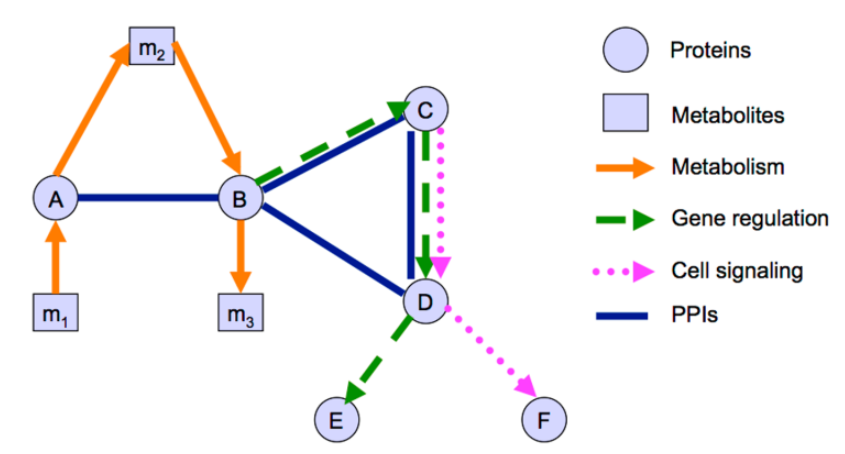 m₂
Proteins
C
Metabolites
Metabolism
A
B
Gene regulation
Cell signaling
D
m₁
m₃
PPIs
E
F